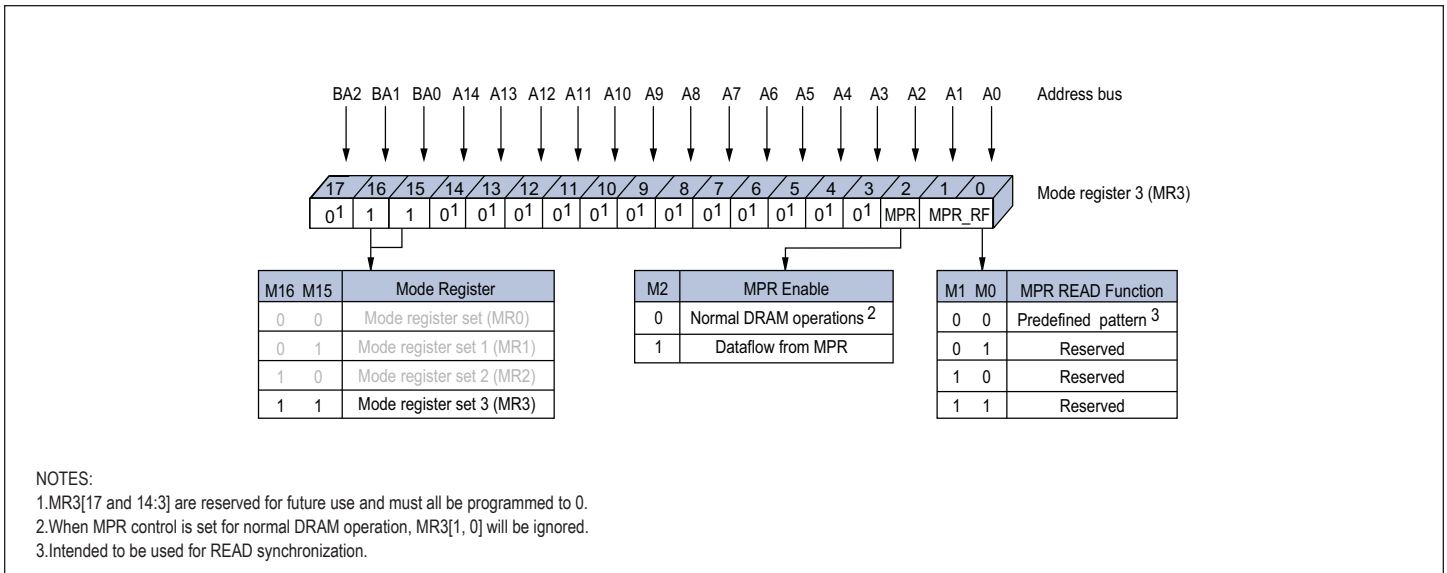 BA2 BA1 BA0 A14 A13 A12 A11 A10 A9 A8 A7 A6 A5 A4 A3 A2 A1 A0 Address bus
17 16 15 14 13 12 11 10 9 8 7 6 5 4 3 2 1 0 Mode register 3 (MR3)
0¹ 1 1 0¹ 0¹ 0¹ 0¹ 0¹ 0¹ 0¹ 0¹ 0¹ 0¹ 0¹ 0¹ MPR MPR_RF
M16 M15 Mode Register
0 0 Mode register set (MR0)
0 1 Mode register set 1 (MR1)
1 0 Mode register set 2 (MR2)
1 1 Mode register set 3 (MR3)
M2 MPR Enable
0 Normal DRAM operations 2
1 Dataflow from MPR
M1 M0 MPR READ Function
0 0 Predefined pattern 3
0 1 Reserved
1 0 Reserved
1 1 Reserved
NOTES:
1.MR3[17 and 14:3] are reserved for future use and must all be programmed to 0.
2.When MPR control is set for normal DRAM operation, MR3[1, 0] will be ignored.
3.Intended to be used for READ synchronization.